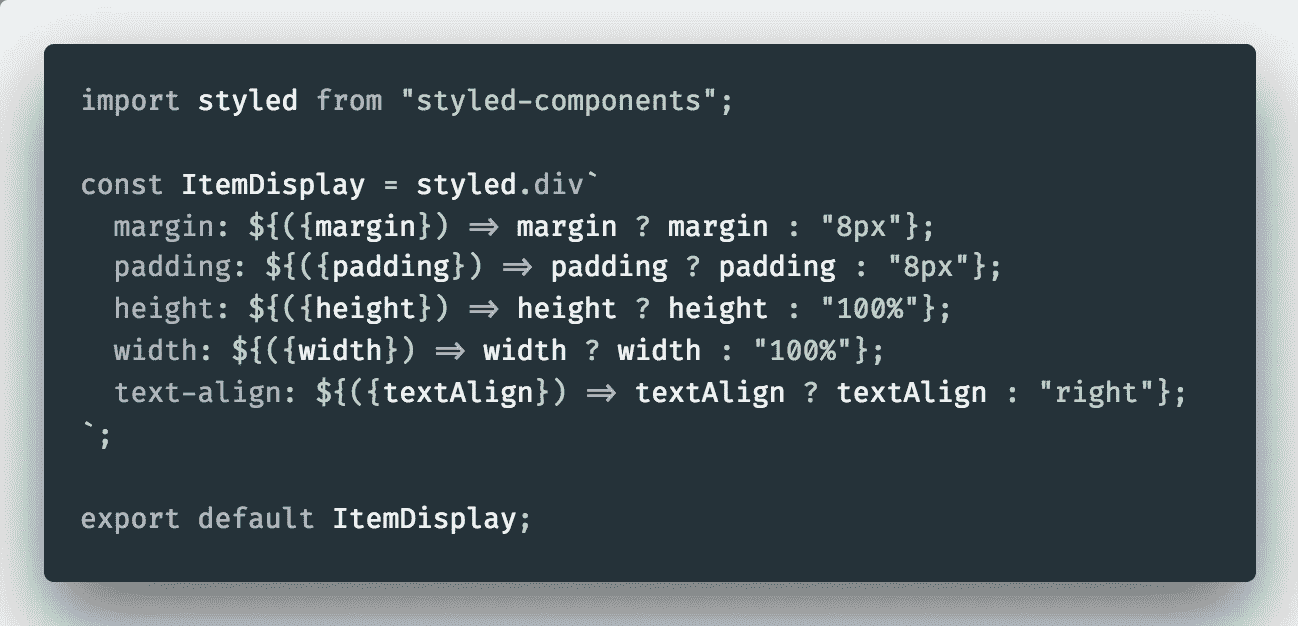 import styled from "styled-components";
const ItemDisplay = styled.div`
  margin: ${({margin}) => margin ? margin : "8px"};
  padding: ${({padding}) => padding ? padding : "8px"};
  height: ${({height}) => height ? height : "100%"};
  width: ${({width}) => width ? width : "100%"};
  text-align: ${({textAlign}) => textAlign ? textAlign : "right"};
`;
export default ItemDisplay;